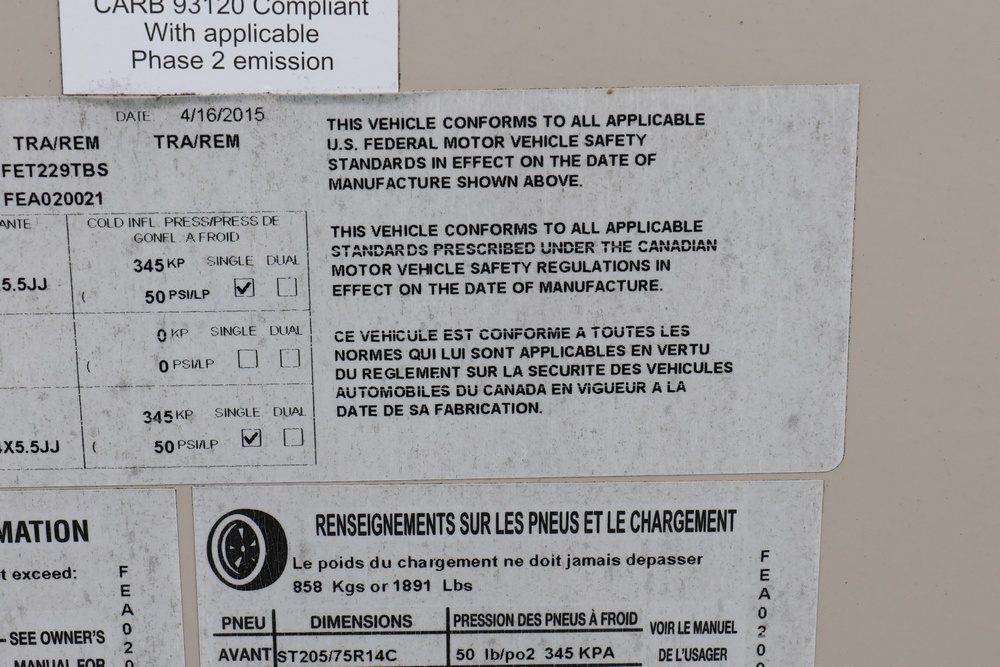 CARB 93120 Compliant
With applicable
Phase 2 emission
DATE 4/16/2015
TRA/REM TRA/REM
FET229TBS
FEA020021
ANTE COLD INFL. PRESS/PRESS DE
GONFL A FROID
345 KP SINGLE DUAL
5.5JJ ( 50 PSI/LP
0 KP SINGLE DUAL
( 0 PSI/LP
345 KP SINGLE DUAL
X5.5JJ ( 50 PSI/LP
THIS VEHICLE CONFORMS TO ALL APPLICABLE
U.S. FEDERAL MOTOR VEHICLE SAFETY
STANDARDS IN EFFECT ON THE DATE OF
MANUFACTURE SHOWN ABOVE.
THIS VEHICLE CONFORMS TO ALL APPLICABLE
STANDARDS PRESCRIBED UNDER THE CANADIAN
MOTOR VEHICLE SAFETY REGULATIONS IN
EFFECT ON THE DATE OF MANUFACTURE.
CE VEHICULE EST CONFORME A TOUTES LES
NORMES QUI LUI SONT APPLICABLES EN VERTU
DU REGLEMENT SUR LA SECURITE DES VEHICULES
AUTOMOBILES DU CANADA EN VIGUEUR A LA
DATE DE SA FABRICATION.
MATION
t exceed:
– SEE OWNER'S
MANUAL FOR
FEA020
RENSEIGNEMENTS SUR LES PNEUS ET LE CHARGEMENT
Le poids du chargement ne doit jamais depasser
858 Kgs or 1891 Lbs
PNEU DIMENSIONS PRESSION DES PNEUS À FROID VOIR LE MANUEL
AVANT ST205/75R14C 50 lb/po2 345 KPA DE L'USAGER
FEA020